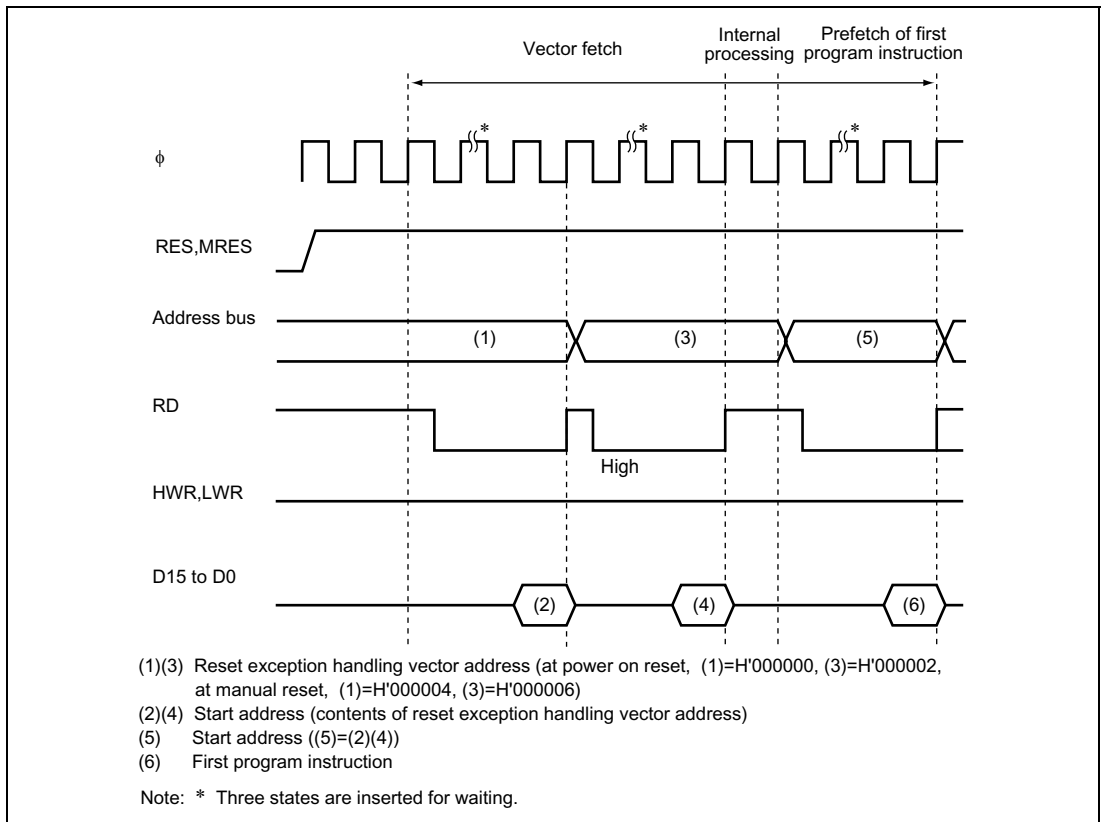 Vector fetch
Internal
processing
Prefetch of first
program instruction
*
*
*
φ
RES,MRES
Address bus
(1)
(3)
(5)
RD
High
HWR,LWR
D15 to D0
(2)
(4)
(6)
(1)(3) Reset exception handling vector address (at power on reset, (1)=H'000000, (3)=H'000002,
at manual reset, (1)=H'000004, (3)=H'000006)
(2)(4) Start address (contents of reset exception handling vector address)
(5) Start address ((5)=(2)(4))
(6) First program instruction
Note: * Three states are inserted for waiting.